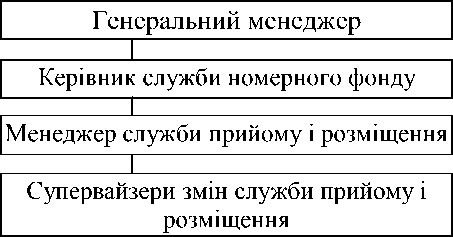 Генеральний менеджер
Керівник служби номерного фонду
Менеджер служби прийому і розміщення
Супервайзери змін служби прийому і
розміщення